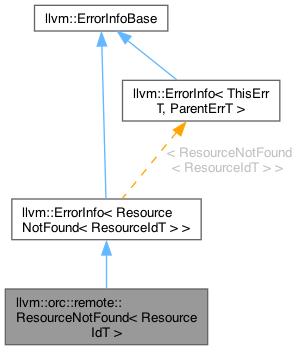 llvm::ErrorInfoBase
llvm::ErrorInfo< ThisErr
T, ParentErrT >
< ResourceNotFound
< ResourceIdT > >
llvm::ErrorInfo< Resource
NotFound< ResourceIdT > >
llvm::orc::remote::
ResourceNotFound< Resource
IdT >